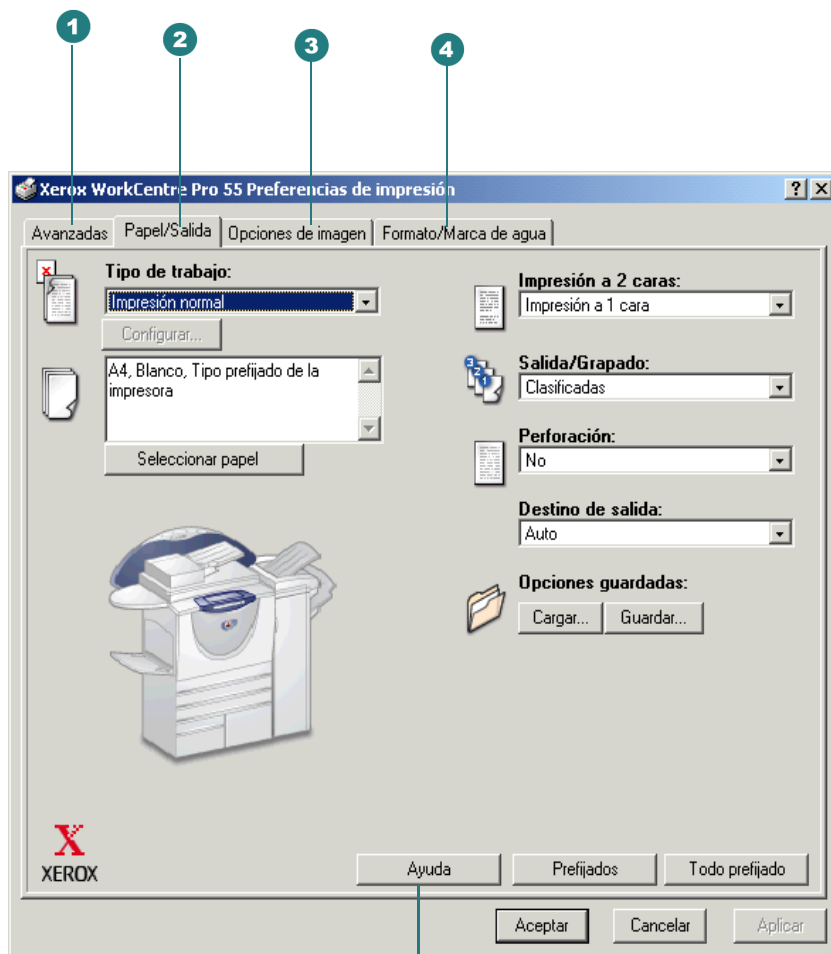 1
2
3
4
Xerox WorkCentre Pro 55 Preferencias de impresión
Avanzadas
Papel/Salida
Opciones de imagen
Formato/Marca de agua
Tipo de trabajo:
Impresión normal
Configurar...
A4, Blanco, Tipo prefijado de la
impresora
Seleccionar papel
Impresión a 2 caras:
Impresión a 1 cara
Salida/Grapado:
3
2
1
Clasificadas
Perforación:
No
Destino de salida:
Auto
Opciones guardadas:
Cargar...
Guardar...
X
XEROX
Ayuda
Prefijados
Todo prefijado
Aceptar
Cancelar
Aplicar